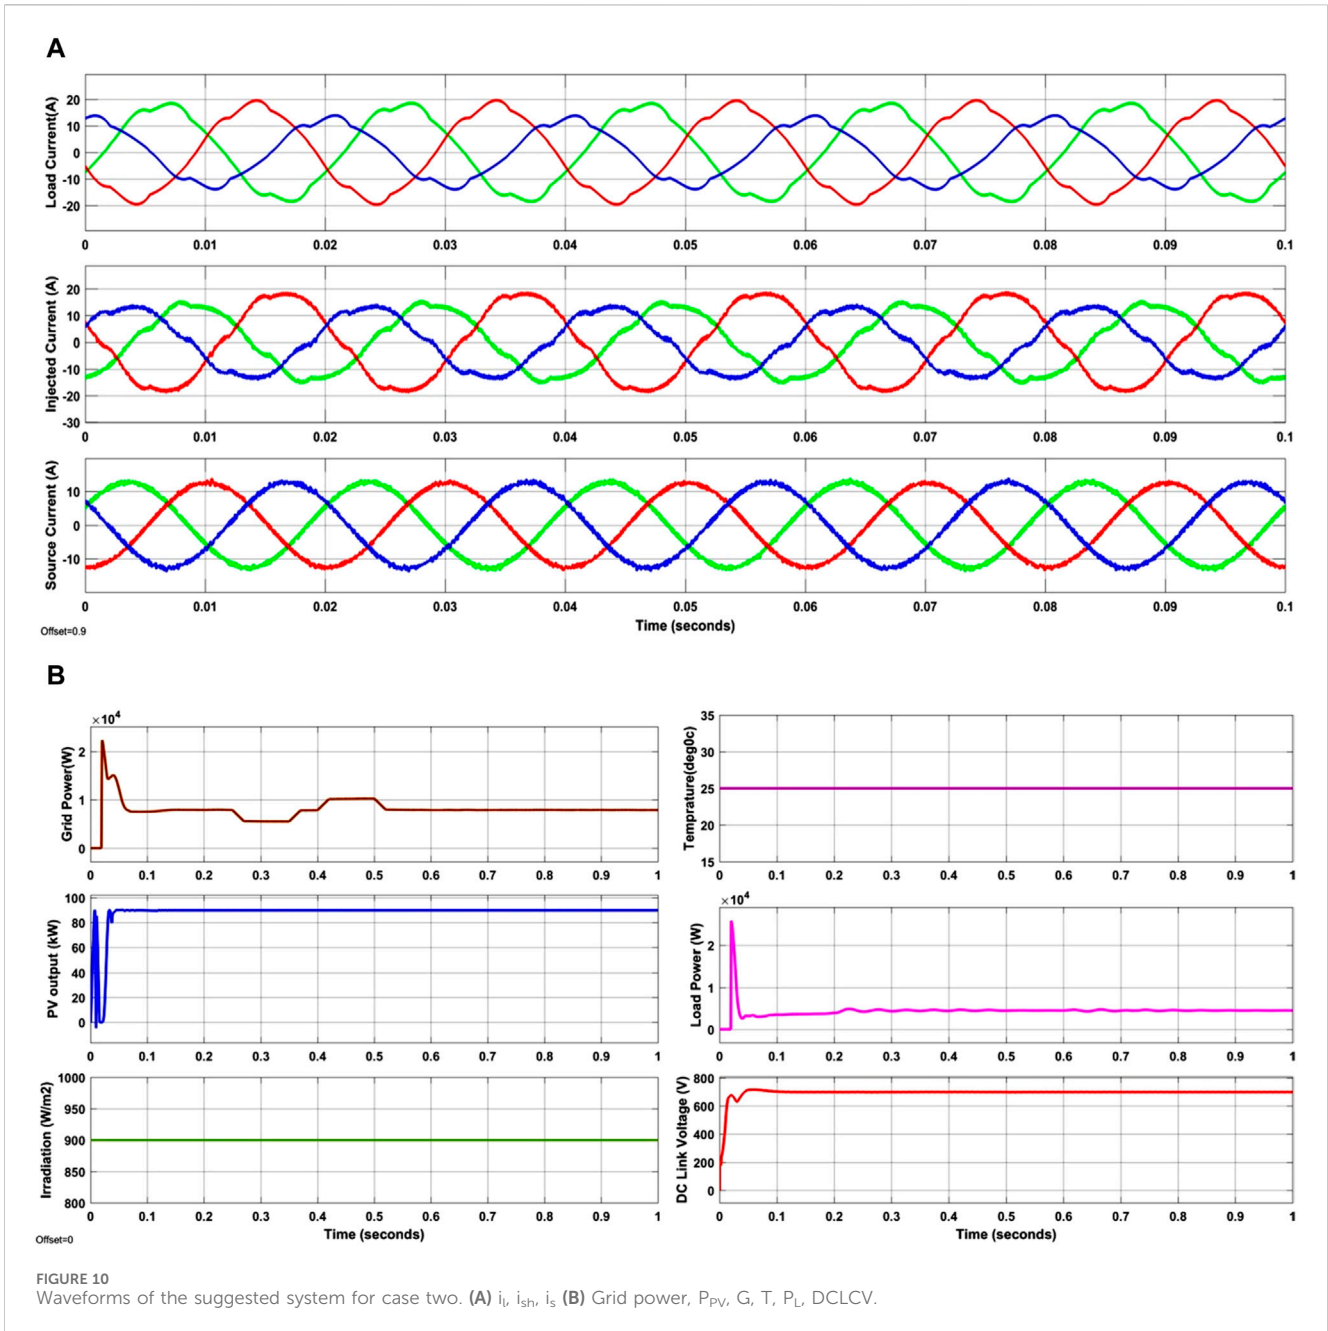 A
Load Current(A)
20
10
0
-10
-20
0 0.01 0.02 0.03 0.04 0.05 0.06 0.07 0.08 0.09 0.1
Injected Current (A)
20
10
0
-10
-20
-30
0 0.01 0.02 0.03 0.04 0.05 0.06 0.07 0.08 0.09 0.1
Source Current (A)
10
0
-10
0 0.01 0.02 0.03 0.04 0.05 0.06 0.07 0.08 0.09 0.1
Time (seconds)
Offset=0.9
B
×10⁴
Grid Power(W)
2
1
0
0 0.1 0.2 0.3 0.4 0.5 0.6 0.7 0.8 0.9 1
Temprature(deg0c)
35
30
25
20
15
0 0.1 0.2 0.3 0.4 0.5 0.6 0.7 0.8 0.9 1
PV output (kW)
100
80
60
40
20
0
0 0.1 0.2 0.3 0.4 0.5 0.6 0.7 0.8 0.9 1
×10⁴
Load Power (W)
2
1
0
0 0.1 0.2 0.3 0.4 0.5 0.6 0.7 0.8 0.9 1
Irradiation (W/m2)
1000
950
900
850
800
0 0.1 0.2 0.3 0.4 0.5 0.6 0.7 0.8 0.9 1
Time (seconds)
Offset=0
DC Link Voltage (V)
800
600
400
200
0
0 0.1 0.2 0.3 0.4 0.5 0.6 0.7 0.8 0.9 1
Time (seconds)
FIGURE 10
Waveforms of the suggested system for case two. (A) iₗ, iₛₕ, iₛ (B) Grid power, P_PV, G, T, P_L, DCLCV.